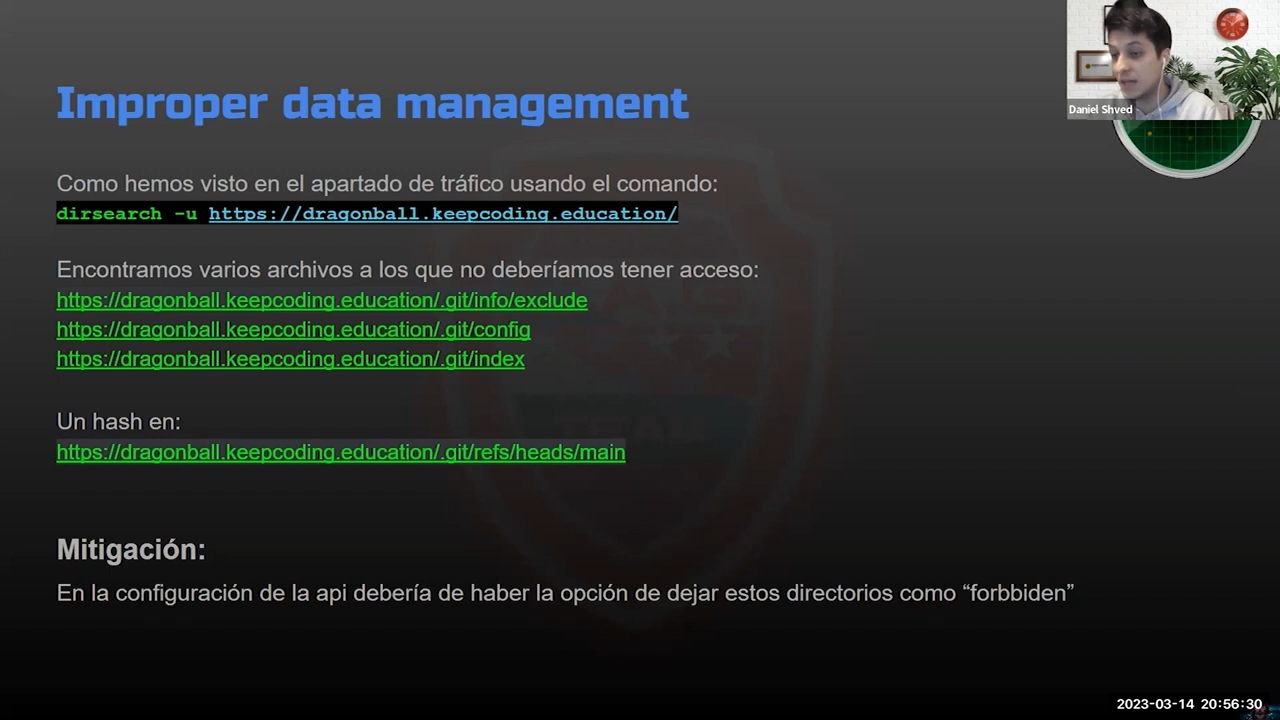 Improper data management
Daniel Shved
Como hemos visto en el apartado de tráfico usando el comando:
dirsearch -u https://dragonball.keepcoding.education/
Encontramos varios archivos a los que no deberíamos tener acceso:
https://dragonball.keepcoding.education/.git/info/exclude
https://dragonball.keepcoding.education/.git/config
https://dragonball.keepcoding.education/.git/index
Un hash en:
https://dragonball.keepcoding.education/.git/refs/heads/main
Mitigación:
En la configuración de la api debería de haber la opción de dejar estos directorios como “forbbiden”
2023-03-14 20:56:30